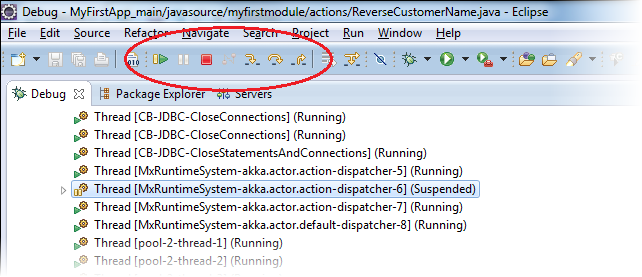 Debug - MyFirstApp_main/javasource/myfirstmodule/actions/ReverseCustomerName.java - Eclipse
File Edit Source Refactor Navigate Search Project Run Window Help
010
Debug Package Explorer Servers
Thread [CB-JDBC-CloseConnections] (Running)
Thread [CB-JDBC-CloseConnections] (Running)
Thread [CB-JDBC-CloseStatementsAndConnections] (Running)
Thread [MxRuntimeSystem-akka.actor.action-dispatcher-5] (Running)
Thread [MxRuntimeSystem-akka.actor.action-dispatcher-6] (Suspended)
Thread [MxRuntimeSystem-akka.actor.action-dispatcher-7] (Running)
Thread [MxRuntimeSystem-akka.actor.default-dispatcher-8] (Running)
Thread [pool-2-thread-1] (Running)
Thread [pool-2-thread-2] (Running)